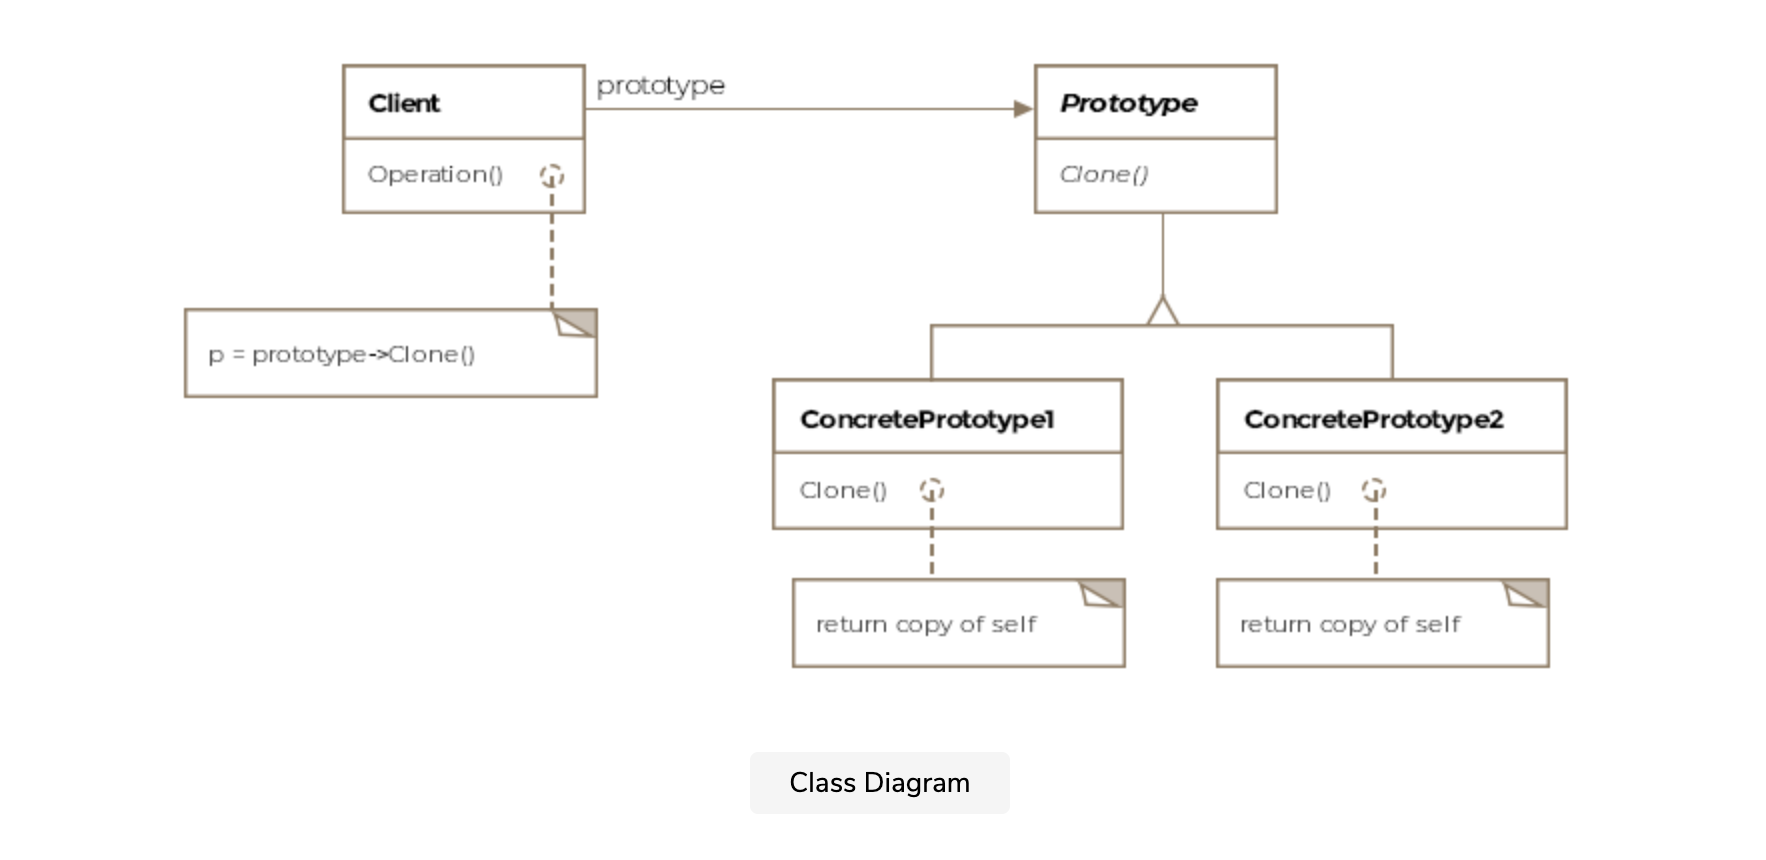 Client
prototype
Prototype
Operation()
Clone()
p = prototype->Clone()
ConcretePrototype1
ConcretePrototype2
Clone()
Clone()
return copy of self
return copy of self
Class Diagram